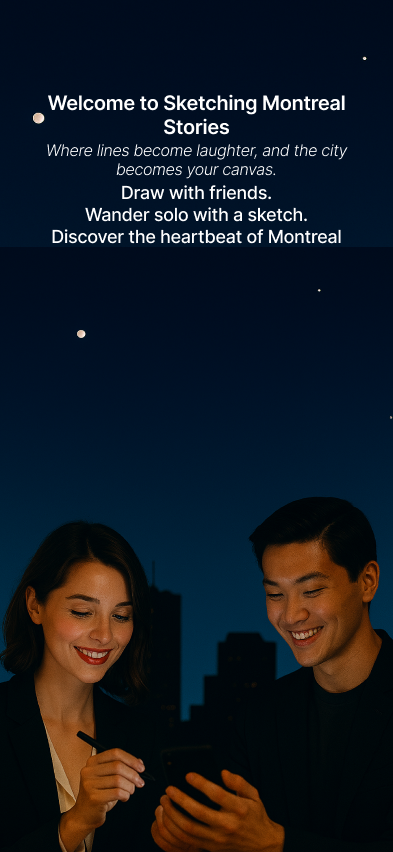 Welcome to Sketching Montreal
Stories
Where lines become laughter, and the city
becomes your canvas.
Draw with friends.
Wander solo with a sketch.
Discover the heartbeat of Montreal